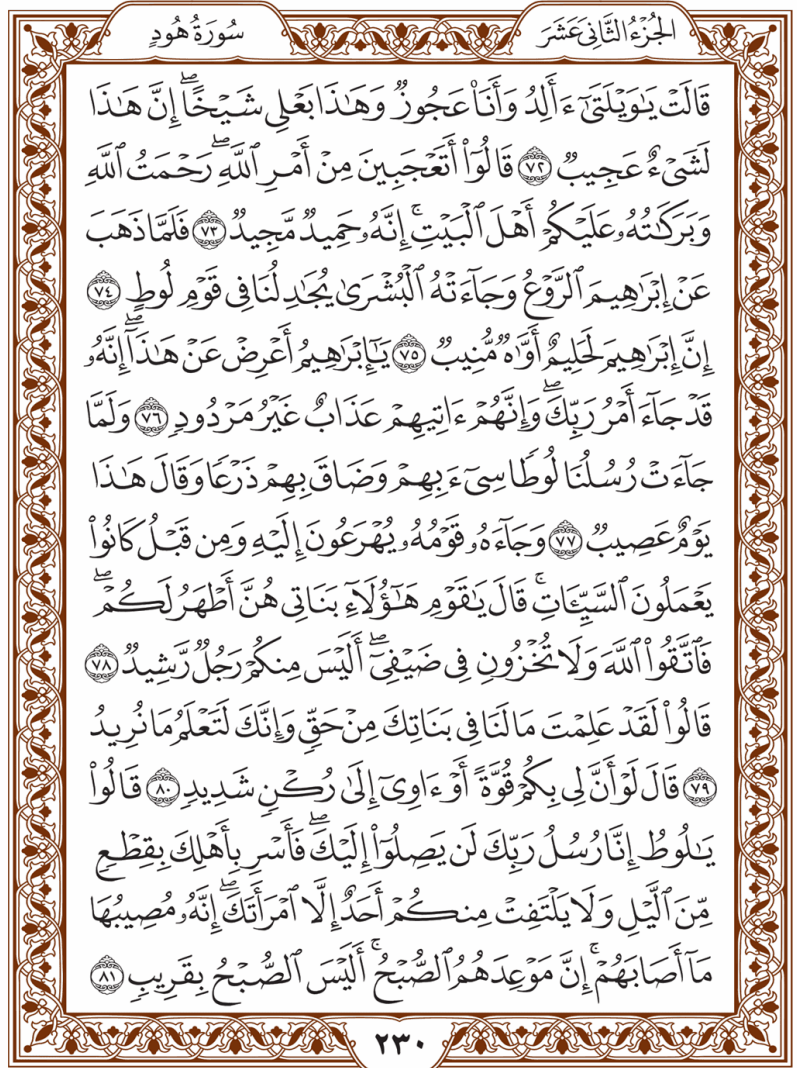 الجُزْءُ الثَّانِيَ عَشَرَ
سُورَةُ هُودٍ
قَالَتْ يَٰوَيْلَتَىٰٓ ءَأَلِدُ وَأَنَا۠ عَجُوزٌ وَهَٰذَا بَعْلِى شَيْخًا ۖ إِنَّ هَٰذَا
لَشَىْءٌ عَجِيبٌ ٧٢ قَالُوٓا۟ أَتَعْجَبِينَ مِنْ أَمْرِ ٱللَّهِ ۖ رَحْمَتُ ٱللَّهِ
وَبَرَكَٰتُهُۥ عَلَيْكُمْ أَهْلَ ٱلْبَيْتِ ۚ إِنَّهُۥ حَمِيدٌ مَّجِيدٌ ٧٣ فَلَمَّا ذَهَبَ
عَنْ إِبْرَٰهِيمَ ٱلرَّوْعُ وَجَآءَتْهُ ٱلْبُشْرَىٰ يُجَٰدِلُنَا فِى قَوْمِ لُوطٍ ٧٤
إِنَّ إِبْرَٰهِيمَ لَحَلِيمٌ أَوَّٰهٌ مُّنِيبٌ ٧٥ يَٰٓإِبْرَٰهِيمُ أَعْرِضْ عَنْ هَٰذَآ ۖ إِنَّهُۥ
قَدْ جَآءَ أَمْرُ رَبِّكَ ۖ وَإِنَّهُمْ ءَاتِيهِمْ عَذَابٌ غَيْرُ مَرْدُودٍ ٧٦ وَلَمَّا
جَآءَتْ رُسُلُنَا لُوطًا سِىٓءَ بِهِمْ وَضَاقَ بِهِمْ ذَرْعًا وَقَالَ هَٰذَا
يَوْمٌ عَصِيبٌ ٧٧ وَجَآءَهُۥ قَوْمُهُۥ يُهْرَعُونَ إِلَيْهِ وَمِن قَبْلُ كَانُوا۟
يَعْمَلُونَ ٱلسَّيِّـَٔاتِ ۚ قَالَ يَٰقَوْمِ هَٰٓؤُلَآءِ بَنَاتِى هُنَّ أَطْهَرُ لَكُمْ ۖ
فَٱتَّقُوا۟ ٱللَّهَ وَلَا تُخْزُونِ فِى ضَيْفِىٓ ۖ أَلَيْسَ مِنكُمْ رَجُلٌ رَّشِيدٌ ٧٨
قَالُوا۟ لَقَدْ عَلِمْتَ مَا لَنَا فِى بَنَاتِكَ مِنْ حَقٍّ وَإِنَّكَ لَتَعْلَمُ مَا نُرِيدُ
٧٩ قَالَ لَوْ أَنَّ لِى بِكُمْ قُوَّةً أَوْ ءَاوِىٓ إِلَىٰ رُكْنٍ شَدِيدٍ ٨٠ قَالُوا۟
يَٰلُوطُ إِنَّا رُسُلُ رَبِّكَ لَن يَصِلُوٓا۟ إِلَيْكَ ۖ فَأَسْرِ بِأَهْلِكَ بِقِطْعٍ
مِّنَ ٱلَّيْلِ وَلَا يَلْتَفِتْ مِنكُمْ أَحَدٌ إِلَّا ٱمْرَأَتَكَ ۖ إِنَّهُۥ مُصِيبُهَا
مَآ أَصَابَهُمْ ۚ إِنَّ مَوْعِدَهُمُ ٱلصُّبْحُ ۚ أَلَيْسَ ٱلصُّبْحُ بِقَرِيبٍ ٨١
٢٣٠